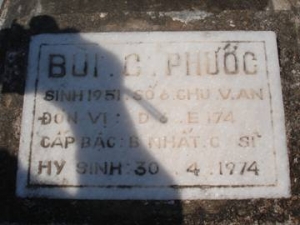 BÙI . C . PHƯỚC
SINH 1951 . SỐ 6 . CHU . V . AN
ĐƠN VỊ : D 6 . E 174
CẤP BẬC : B NHẤT . C SĨ
HY SINH 30 . 4 . 1974